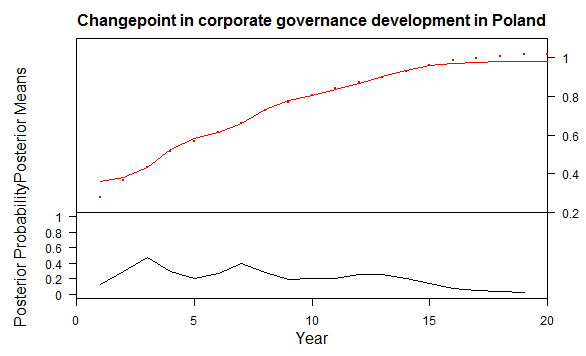 Changepoint in corporate governance development in Poland
Posterior Means
1
0.8
0.6
0.4
0.2
Posterior Probability
1
0.8
0.6
0.4
0.2
0
0 5 10 15 20
Year